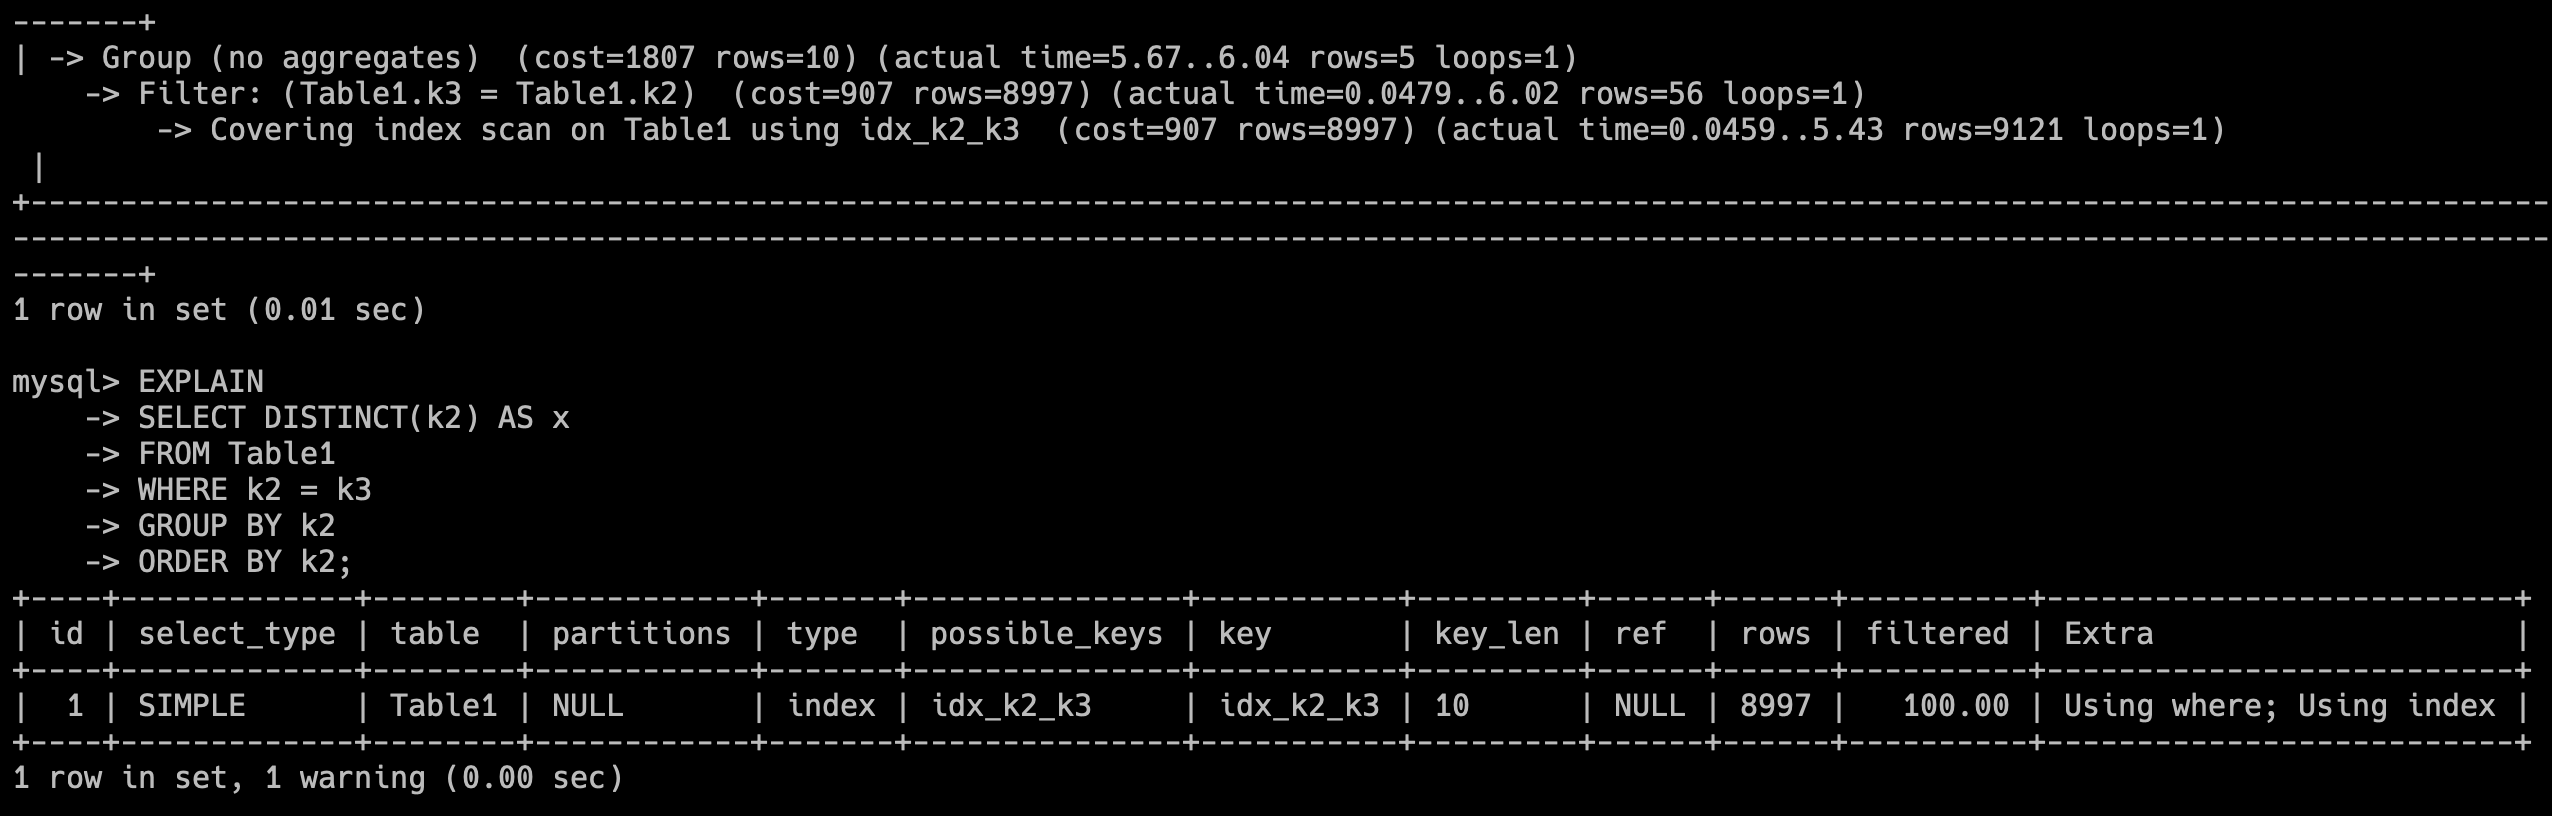 -------+
| -> Group (no aggregates)  (cost=1807 rows=10) (actual time=5.67..6.04 rows=5 loops=1)
    -> Filter: (Table1.k3 = Table1.k2)  (cost=907 rows=8997) (actual time=0.0479..6.02 rows=56 loops=1)
        -> Covering index scan on Table1 using idx_k2_k3  (cost=907 rows=8997) (actual time=0.0459..5.43 rows=9121 loops=1)
 |
+--------------------------------------------------------------------------------------------------------------------------------------------
---------------------------------------------------------------------------------------------------------------------------------------------
-------+
1 row in set (0.01 sec)

mysql> EXPLAIN
    -> SELECT DISTINCT(k2) AS x
    -> FROM Table1
    -> WHERE k2 = k3
    -> GROUP BY k2
    -> ORDER BY k2;
+----+-------------+--------+------------+-------+---------------+-----------+---------+------+------+----------+--------------------------+
| id | select_type | table  | partitions | type  | possible_keys | key       | key_len | ref  | rows | filtered | Extra                    |
+----+-------------+--------+------------+-------+---------------+-----------+---------+------+------+----------+--------------------------+
|  1 | SIMPLE      | Table1 | NULL       | index | idx_k2_k3     | idx_k2_k3 | 10      | NULL | 8997 |   100.00 | Using where; Using index |
+----+-------------+--------+------------+-------+---------------+-----------+---------+------+------+----------+--------------------------+
1 row in set, 1 warning (0.00 sec)